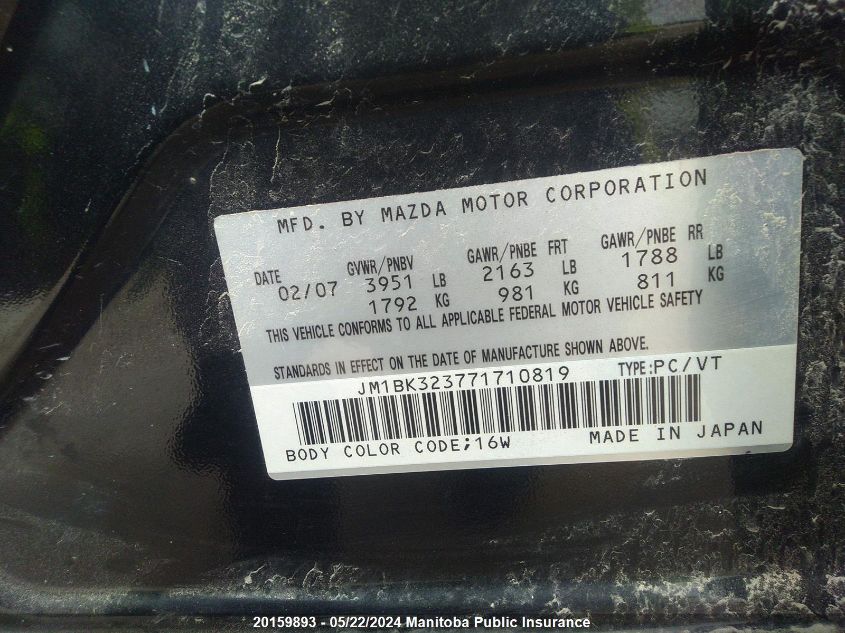 MFD. BY MAZDA MOTOR CORPORATION
DATE GVWR/PNBV GAWR/PNBE FRT GAWR/PNBE RR
02/07 3951 LB 2163 LB 1788 LB
1792 KG 981 KG 811 KG
THIS VEHICLE CONFORMS TO ALL APPLICABLE FEDERAL MOTOR VEHICLE SAFETY
STANDARDS IN EFFECT ON THE DATE OF MANUFACTURE SHOWN ABOVE.
JM1BK323771710819 TYPE:PC/VT
BODY COLOR CODE;16W MADE IN JAPAN
20159893 - 05/22/2024 Manitoba Public Insurance